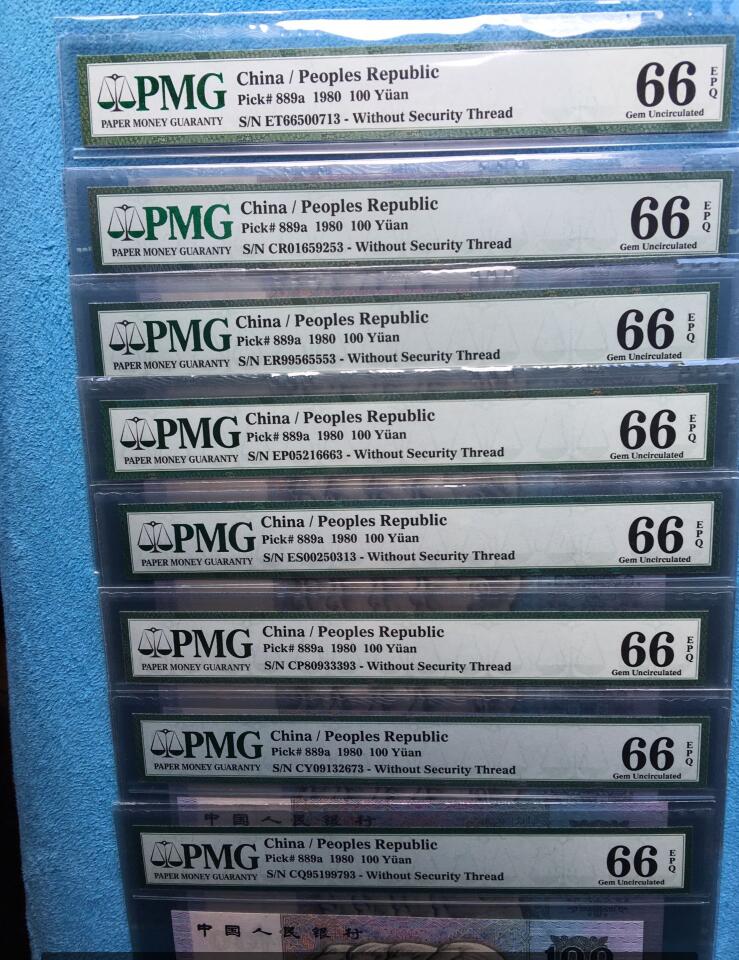 PMG
PAPER MONEY GUARANTY
China / Peoples Republic
Pick# 889a 1980 100 Yüan
S/N ET66500713 - Without Security Thread
66 EPQ
Gem Uncirculated
PMG
PAPER MONEY GUARANTY
China / Peoples Republic
Pick# 889a 1980 100 Yüan
S/N CR01659253 - Without Security Thread
66 EPQ
Gem Uncirculated
PMG
PAPER MONEY GUARANTY
China / Peoples Republic
Pick# 889a 1980 100 Yüan
S/N ER99565553 - Without Security Thread
66 EPQ
Gem Uncirculated
PMG
PAPER MONEY GUARANTY
China / Peoples Republic
Pick# 889a 1980 100 Yüan
S/N EP05216663 - Without Security Thread
66 EPQ
Gem Uncirculated
PMG
PAPER MONEY GUARANTY
China / Peoples Republic
Pick# 889a 1980 100 Yüan
S/N ES00250313 - Without Security Thread
66 EPQ
Gem Uncirculated
PMG
PAPER MONEY GUARANTY
China / Peoples Republic
Pick# 889a 1980 100 Yüan
S/N CP80933393 - Without Security Thread
66 EPQ
Gem Uncirculated
PMG
PAPER MONEY GUARANTY
China / Peoples Republic
Pick# 889a 1980 100 Yüan
S/N CY09132673 - Without Security Thread
66 EPQ
Gem Uncirculated
中国人民银行
PMG
PAPER MONEY GUARANTY
China / Peoples Republic
Pick# 889a 1980 100 Yüan
S/N CQ95199793 - Without Security Thread
66 EPQ
Gem Uncirculated
中国人民银行
100